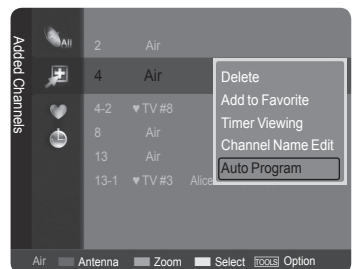 Added Channels
All
2 Air
4 Air
4-2 ♥ TV #8
8 Air
13 Air
13-1 ♥ TV #3 Alice
Delete
Add to Favorite
Timer Viewing
Channel Name Edit
Auto Program
Air Antenna Zoom Select TOOLS Option